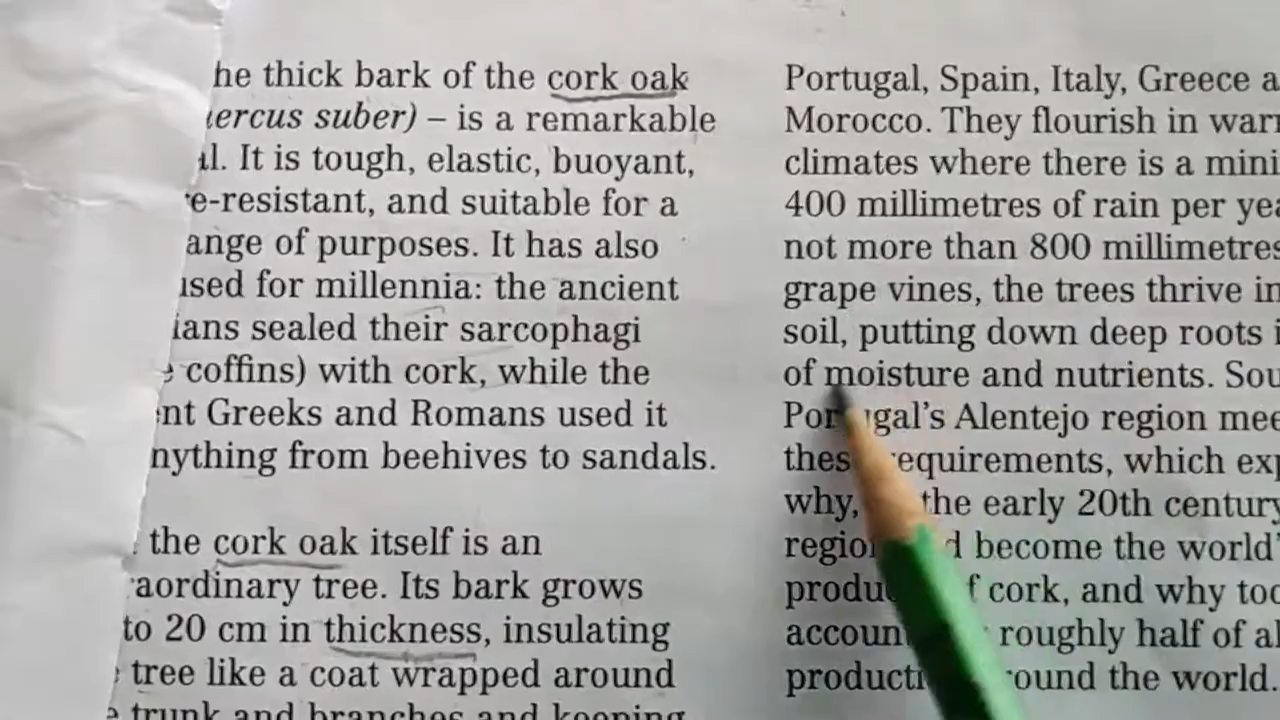 he thick bark of the cork oak
ercus suber) – is a remarkable
It is tough, elastic, buoyant,
e-resistant, and suitable for a
ange of purposes. It has also
used for millennia: the ancient
ians sealed their sarcophagi
coffins) with cork, while the
nt Greeks and Romans used it
nything from beehives to sandals.
the cork oak itself is an
aordinary tree. Its bark grows
to 20 cm in thickness, insulating
tree like a coat wrapped around
trunk and branches and keeping
Portugal, Spain, Italy, Greece a
Morocco. They flourish in warm
climates where there is a mini
400 millimetres of rain per yea
not more than 800 millimetres
grape vines, the trees thrive in
soil, putting down deep roots i
of moisture and nutrients. Sou
Portugal's Alentejo region mee
these requirements, which exp
why, the early 20th century
region become the world'
of cork, and why tod
roughly half of al
around the world.